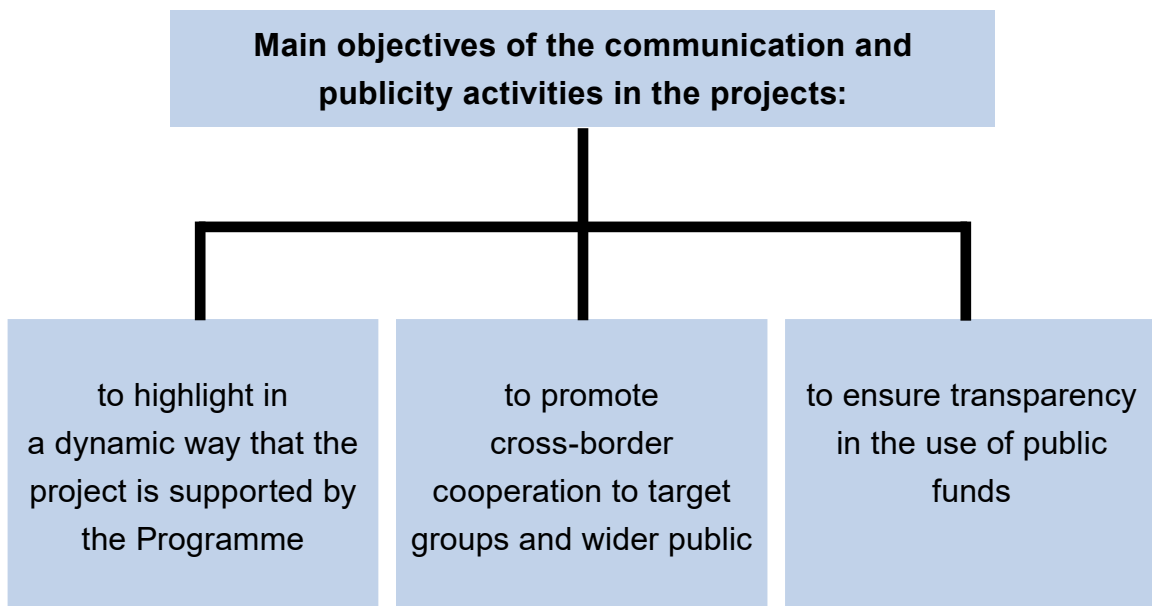 Main objectives of the communication and
publicity activities in the projects:
to highlight in
a dynamic way that the
project is supported by
the Programme
to promote
cross-border
cooperation to target
groups and wider public
to ensure transparency
in the use of public
funds